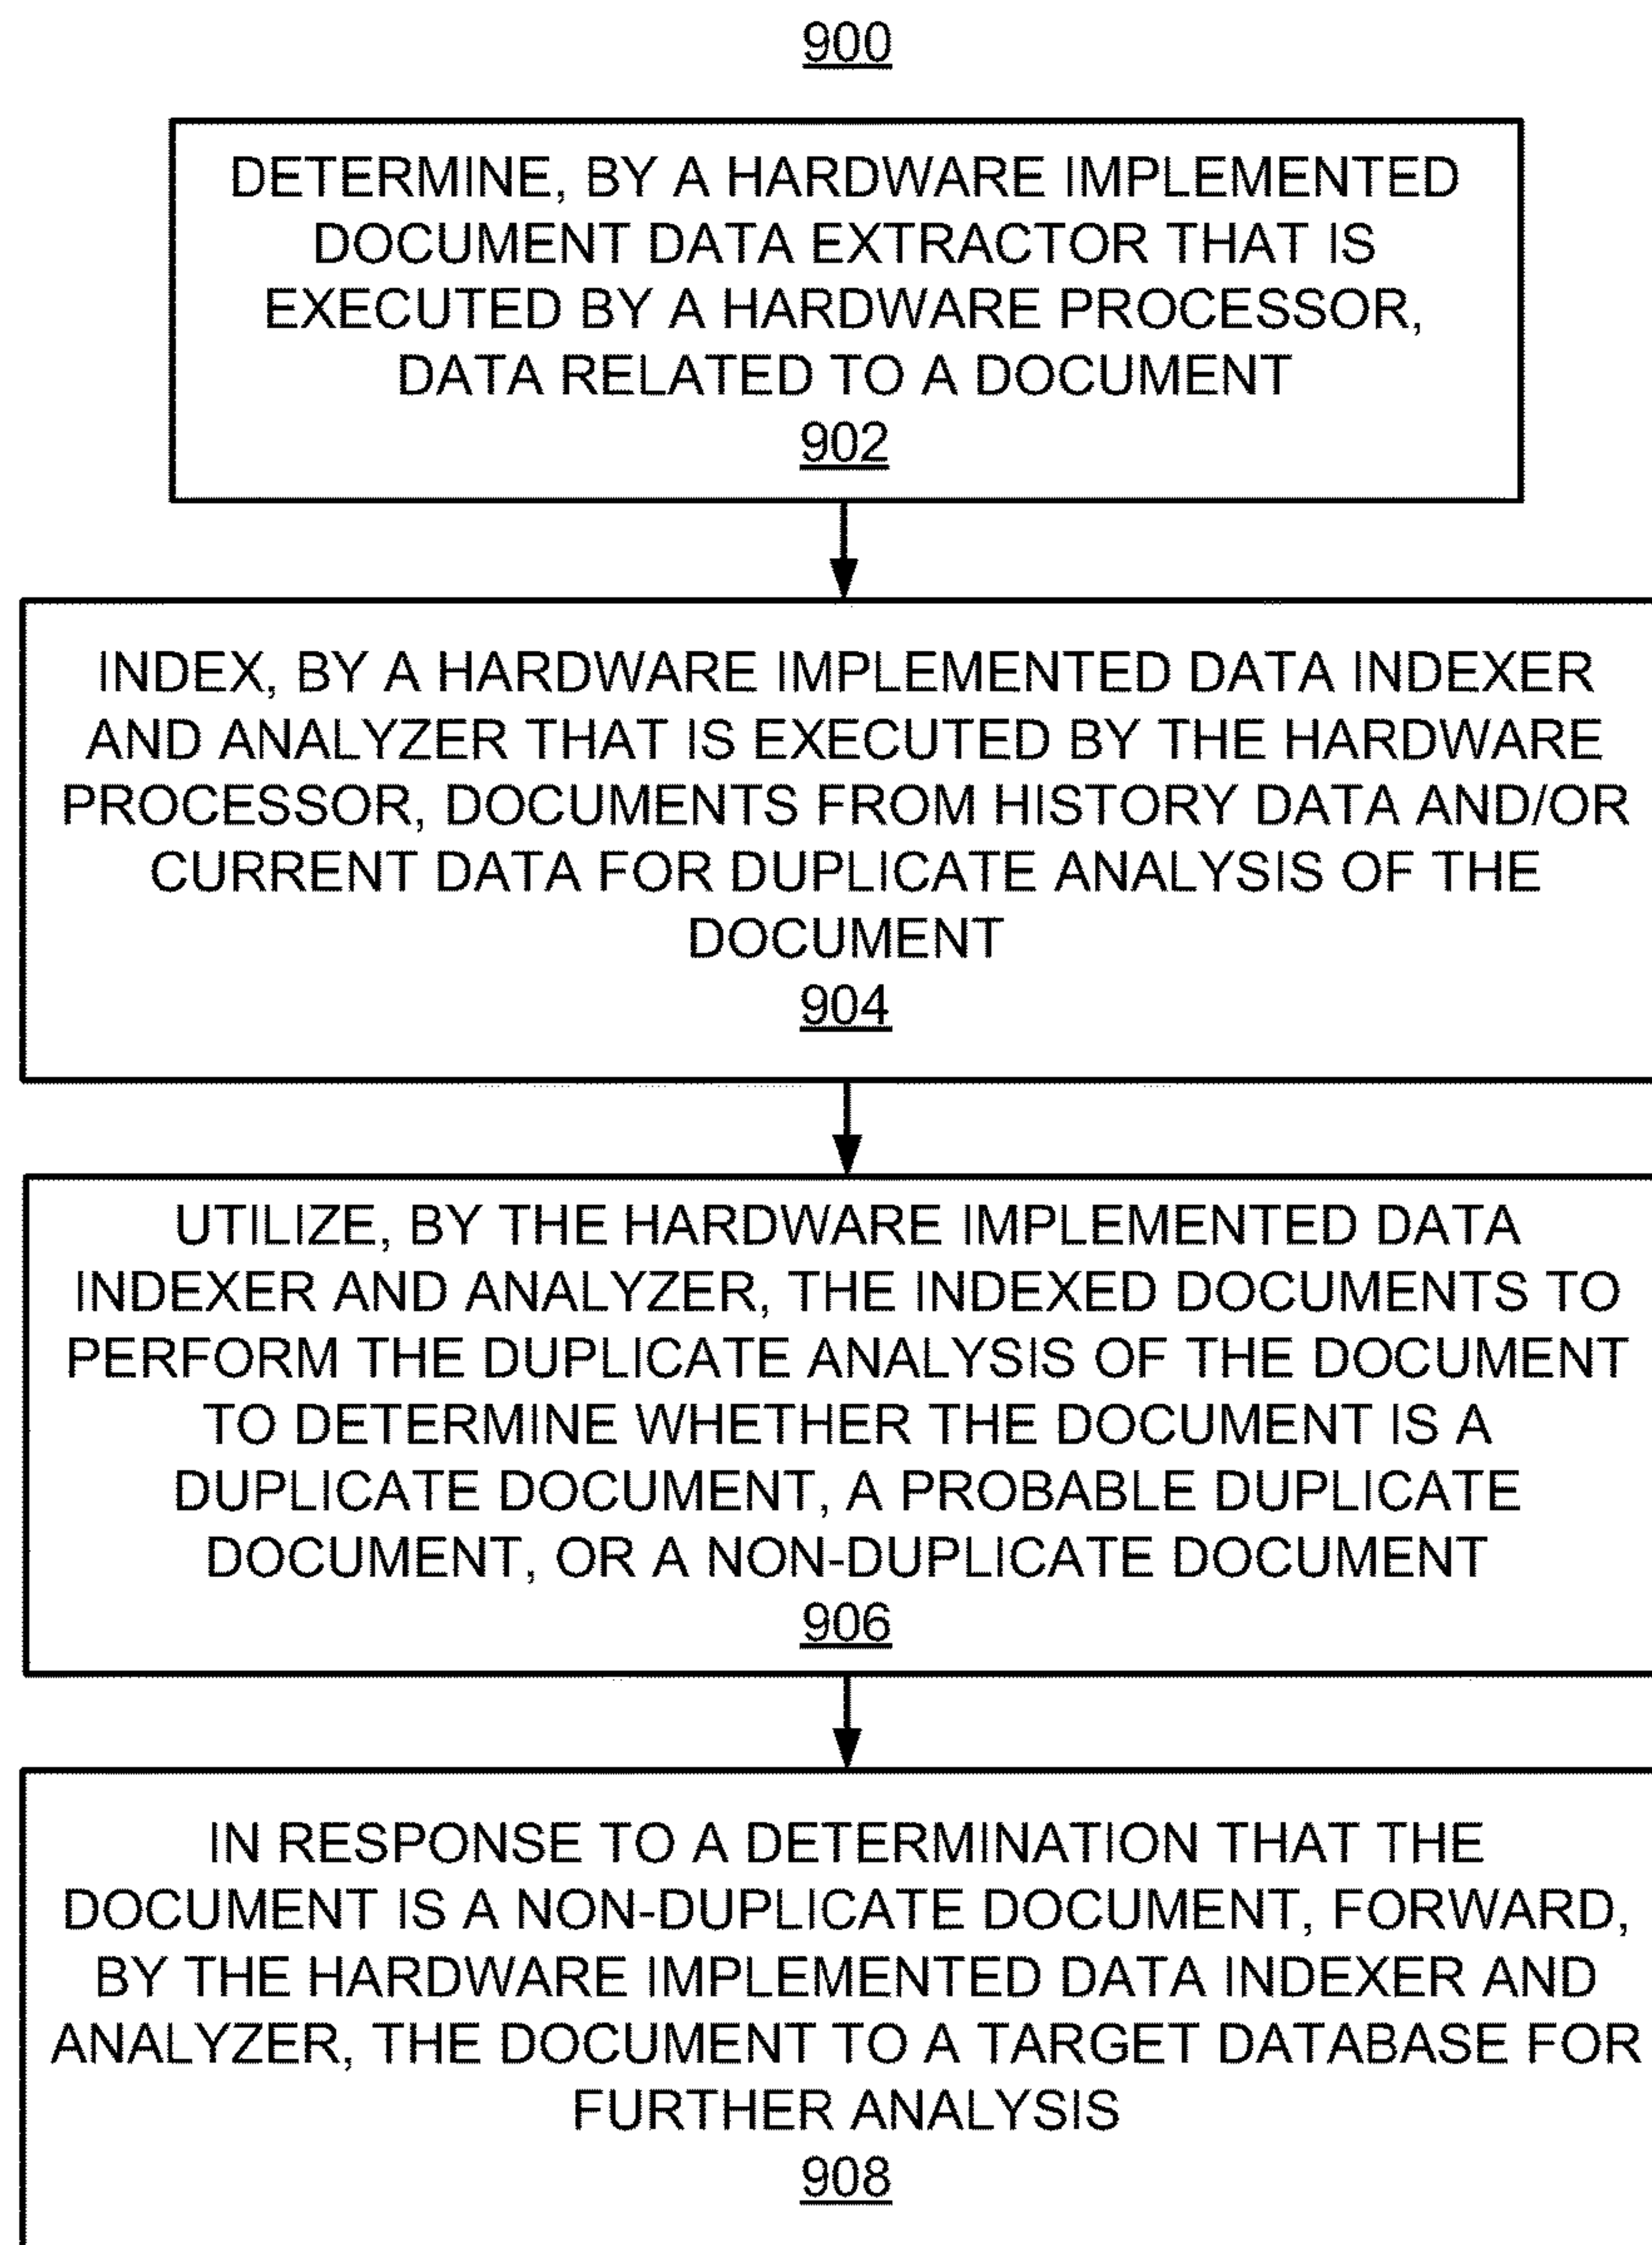 900
DETERMINE, BY A HARDWARE IMPLEMENTED
DOCUMENT DATA EXTRACTOR THAT IS
EXECUTED BY A HARDWARE PROCESSOR,
DATA RELATED TO A DOCUMENT
902
INDEX, BY A HARDWARE IMPLEMENTED DATA INDEXER
AND ANALYZER THAT IS EXECUTED BY THE HARDWARE
PROCESSOR, DOCUMENTS FROM HISTORY DATA AND/OR
CURRENT DATA FOR DUPLICATE ANALYSIS OF THE
DOCUMENT
904
UTILIZE, BY THE HARDWARE IMPLEMENTED DATA
INDEXER AND ANALYZER, THE INDEXED DOCUMENTS TO
PERFORM THE DUPLICATE ANALYSIS OF THE DOCUMENT
TO DETERMINE WHETHER THE DOCUMENT IS A
DUPLICATE DOCUMENT, A PROBABLE DUPLICATE
DOCUMENT, OR A NON-DUPLICATE DOCUMENT
906
IN RESPONSE TO A DETERMINATION THAT THE
DOCUMENT IS A NON-DUPLICATE DOCUMENT, FORWARD,
BY THE HARDWARE IMPLEMENTED DATA INDEXER AND
ANALYZER, THE DOCUMENT TO A TARGET DATABASE FOR
FURTHER ANALYSIS
908